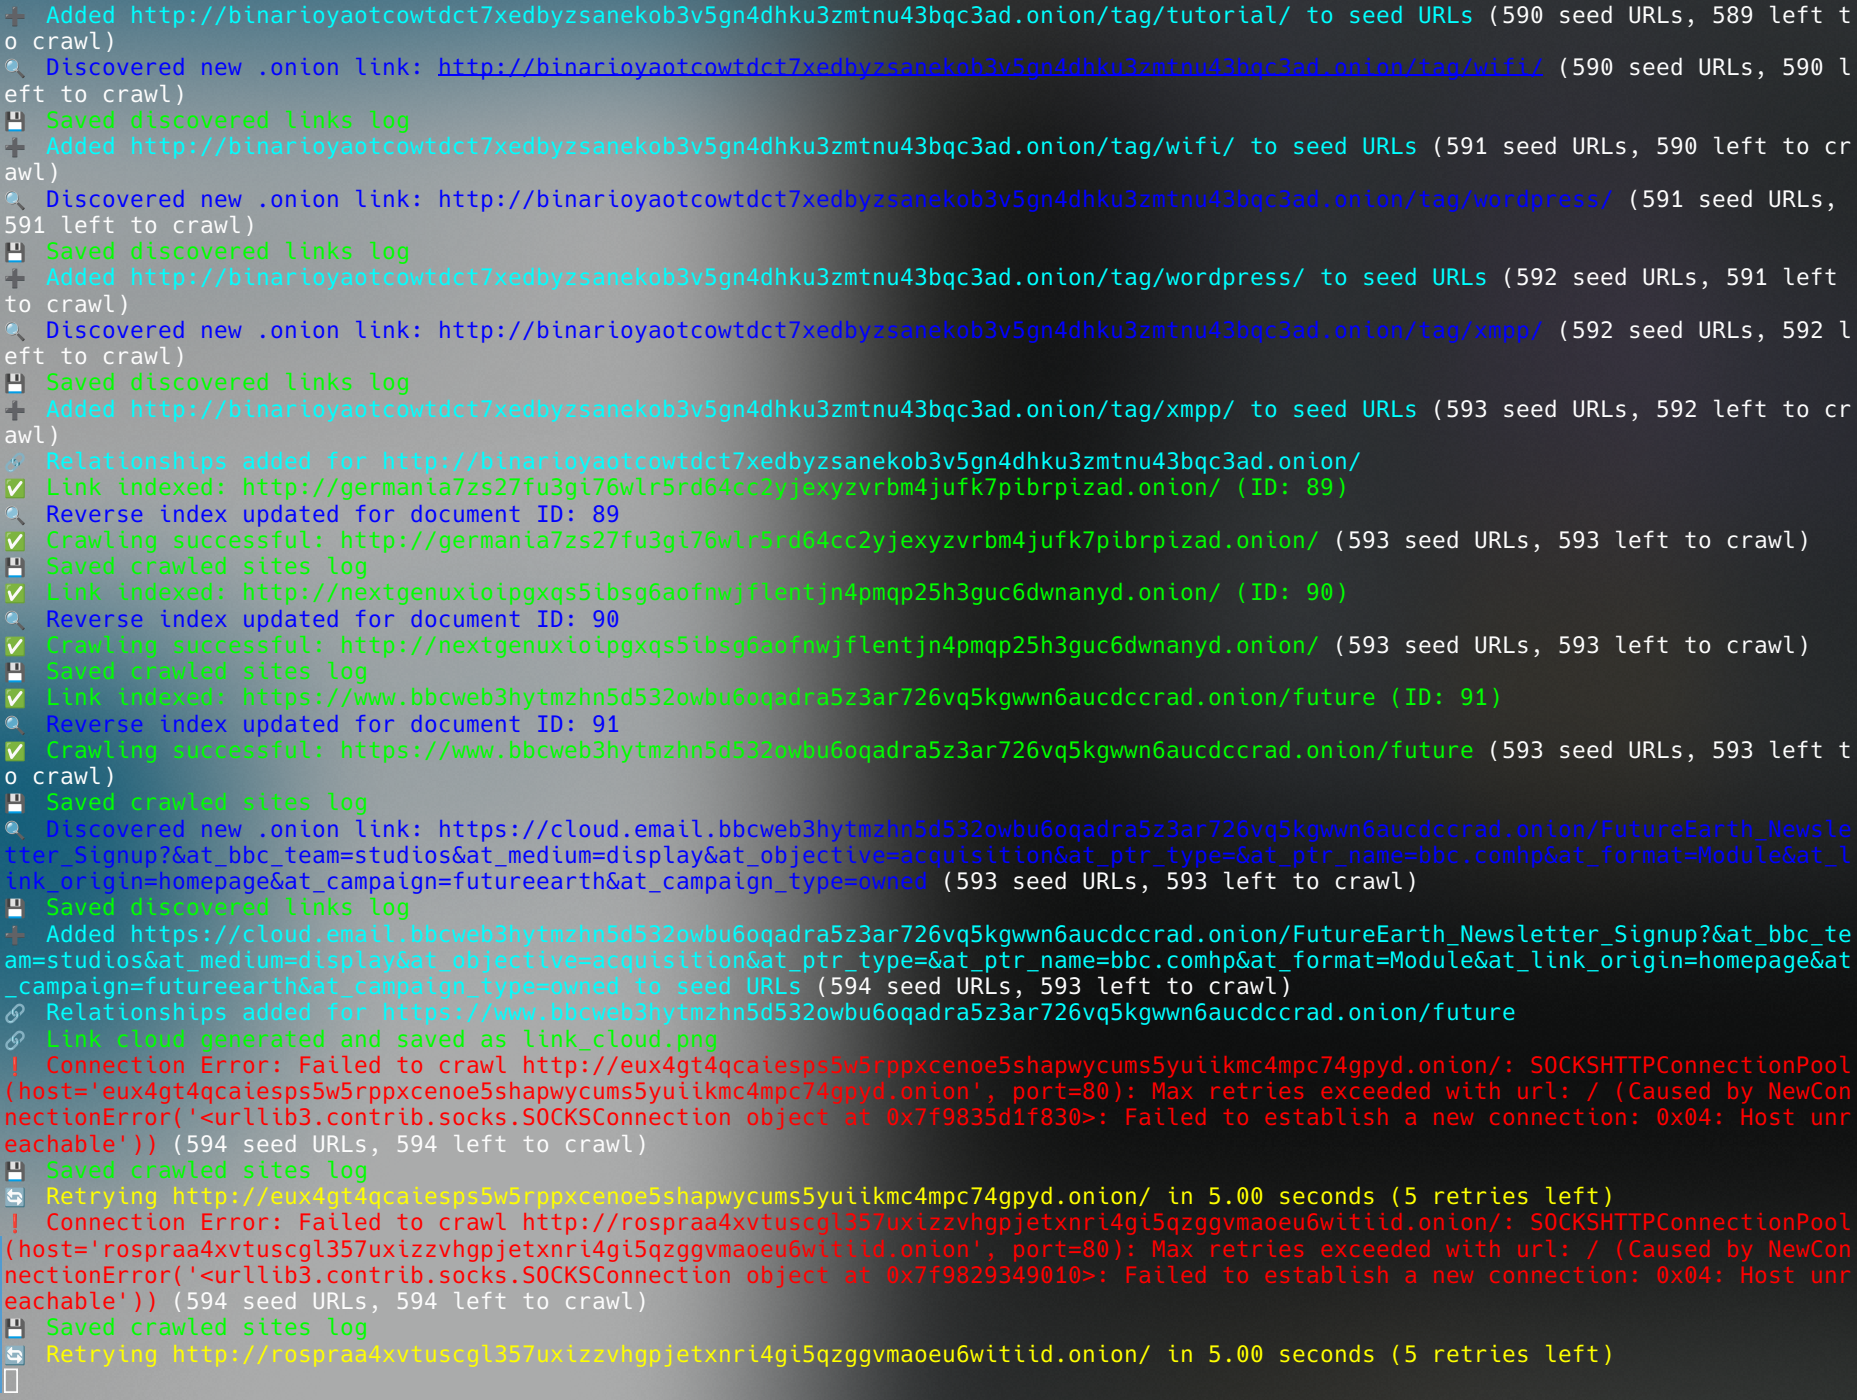 ➕ Added http://binarioyaotcowtdct7xedbyzsanekob3v5gn4dhku3zmtnu43bqc3ad.onion/tag/tutorial/ to seed URLs (590 seed URLs, 589 left t
o crawl)
🔍 Discovered new .onion link: http://binarioyaotcowtdct7xedbyzsanekob3v5gn4dhku3zmtnu43bqc3ad.onion/tag/wifi/ (590 seed URLs, 590 l
eft to crawl)
💾 Saved discovered links log
➕ Added http://binarioyaotcowtdct7xedbyzsanekob3v5gn4dhku3zmtnu43bqc3ad.onion/tag/wifi/ to seed URLs (591 seed URLs, 590 left to cr
awl)
🔍 Discovered new .onion link: http://binarioyaotcowtdct7xedbyzsanekob3v5gn4dhku3zmtnu43bqc3ad.onion/tag/wordpress/ (591 seed URLs,
591 left to crawl)
💾 Saved discovered links log
➕ Added http://binarioyaotcowtdct7xedbyzsanekob3v5gn4dhku3zmtnu43bqc3ad.onion/tag/wordpress/ to seed URLs (592 seed URLs, 591 left
to crawl)
🔍 Discovered new .onion link: http://binarioyaotcowtdct7xedbyzsanekob3v5gn4dhku3zmtnu43bqc3ad.onion/tag/xmpp/ (592 seed URLs, 592 l
eft to crawl)
💾 Saved discovered links log
➕ Added http://binarioyaotcowtdct7xedbyzsanekob3v5gn4dhku3zmtnu43bqc3ad.onion/tag/xmpp/ to seed URLs (593 seed URLs, 592 left to cr
awl)
🔗 Relationships added for http://binarioyaotcowtdct7xedbyzsanekob3v5gn4dhku3zmtnu43bqc3ad.onion/
✅ Link indexed: http://germania7zs27fu3gi76wlr5rd64cc2yjexyzvrbm4jufk7pibrpizad.onion/ (ID: 89)
🔍 Reverse index updated for document ID: 89
✅ Crawling successful: http://germania7zs27fu3gi76wlr5rd64cc2yjexyzvrbm4jufk7pibrpizad.onion/ (593 seed URLs, 593 left to crawl)
💾 Saved crawled sites log
✅ Link indexed: http://nextgenuxioipgxqs5ibsg6aofnwjflentjn4pmqp25h3guc6dwnanyd.onion/ (ID: 90)
🔍 Reverse index updated for document ID: 90
✅ Crawling successful: http://nextgenuxioipgxqs5ibsg6aofnwjflentjn4pmqp25h3guc6dwnanyd.onion/ (593 seed URLs, 593 left to crawl)
💾 Saved crawled sites log
✅ Link indexed: https://www.bbcweb3hytmzhn5d532owbu6oqadra5z3ar726vq5kgwwn6aucdccrad.onion/future (ID: 91)
🔍 Reverse index updated for document ID: 91
✅ Crawling successful: https://www.bbcweb3hytmzhn5d532owbu6oqadra5z3ar726vq5kgwwn6aucdccrad.onion/future (593 seed URLs, 593 left t
o crawl)
💾 Saved crawled sites log
🔍 Discovered new .onion link: https://cloud.email.bbcweb3hytmzhn5d532owbu6oqadra5z3ar726vq5kgwwn6aucdccrad.onion/FutureEarth_Newsle
tter_Signup?&at_bbc_team=studios&at_medium=display&at_objective=acquisition&at_ptr_type=&at_ptr_name=bbc.comhp&at_format=Module&at_l
ink_origin=homepage&at_campaign=futureearth&at_campaign_type=owned (593 seed URLs, 593 left to crawl)
💾 Saved discovered links log
➕ Added https://cloud.email.bbcweb3hytmzhn5d532owbu6oqadra5z3ar726vq5kgwwn6aucdccrad.onion/FutureEarth_Newsletter_Signup?&at_bbc_te
am=studios&at_medium=display&at_objective=acquisition&at_ptr_type=&at_ptr_name=bbc.comhp&at_format=Module&at_link_origin=homepage&at
_campaign=futureearth&at_campaign_type=owned to seed URLs (594 seed URLs, 593 left to crawl)
🔗 Relationships added for https://www.bbcweb3hytmzhn5d532owbu6oqadra5z3ar726vq5kgwwn6aucdccrad.onion/future
🔗 Link cloud generated and saved as link_cloud.png
❗ Connection Error: Failed to crawl http://eux4gt4qcaiesps5w5rppxcenoe5shapwycums5yuiikmc4mpc74gpyd.onion/: SOCKSHTTPConnectionPool
(host='eux4gt4qcaiesps5w5rppxcenoe5shapwycums5yuiikmc4mpc74gpyd.onion', port=80): Max retries exceeded with url: / (Caused by NewCon
nectionError('<urllib3.contrib.socks.SOCKSConnection object at 0x7f9835d1f830>: Failed to establish a new connection: 0x04: Host unr
eachable')) (594 seed URLs, 594 left to crawl)
💾 Saved crawled sites log
🔄 Retrying http://eux4gt4qcaiesps5w5rppxcenoe5shapwycums5yuiikmc4mpc74gpyd.onion/ in 5.00 seconds (5 retries left)
❗ Connection Error: Failed to crawl http://rospraa4xvtuscgl357uxizzvhgpjetxnri4gi5qzggvmaoeu6witiid.onion/: SOCKSHTTPConnectionPool
(host='rospraa4xvtuscgl357uxizzvhgpjetxnri4gi5qzggvmaoeu6witiid.onion', port=80): Max retries exceeded with url: / (Caused by NewCon
nectionError('<urllib3.contrib.socks.SOCKSConnection object at 0x7f9829349010>: Failed to establish a new connection: 0x04: Host unr
eachable')) (594 seed URLs, 594 left to crawl)
💾 Saved crawled sites log
🔄 Retrying http://rospraa4xvtuscgl357uxizzvhgpjetxnri4gi5qzggvmaoeu6witiid.onion/ in 5.00 seconds (5 retries left)